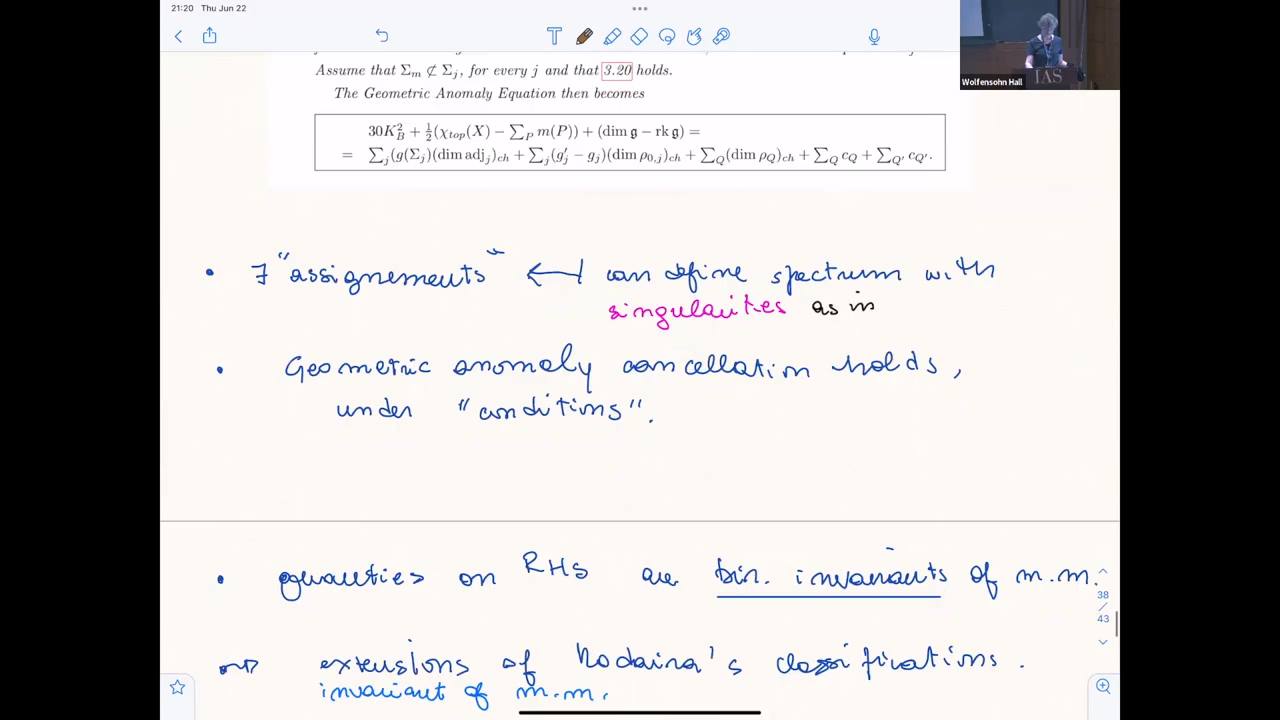 21:20 Thu Jun 22
Assume that Σ_m ⊄ Σ_j, for every j and that 3.20 holds.
The Geometric Anomaly Equation then becomes
30K_B^2 + 1/2(χ_top(X) − Σ_P m(P)) + (dim 𝔤 − rk 𝔤) =
= Σ_j(g(Σ_j)(dim adj_j)_ch + Σ_j(g'_j − g_j)(dim ρ_0,j)_ch + Σ_Q(dim ρ_Q)_ch + Σ_Q c_Q + Σ_Q' c_Q'.
IAS
Wolfensohn Hall
• ∃ "assignements" ↤ can define spectrum with
singularities as in
• Geometric anomaly cancellation holds,
under "conditions".
• quantities on RHS are bir. invariants of m.m.
38
/
43
extensions of Kodaira's classifications.
invariant of m.m.